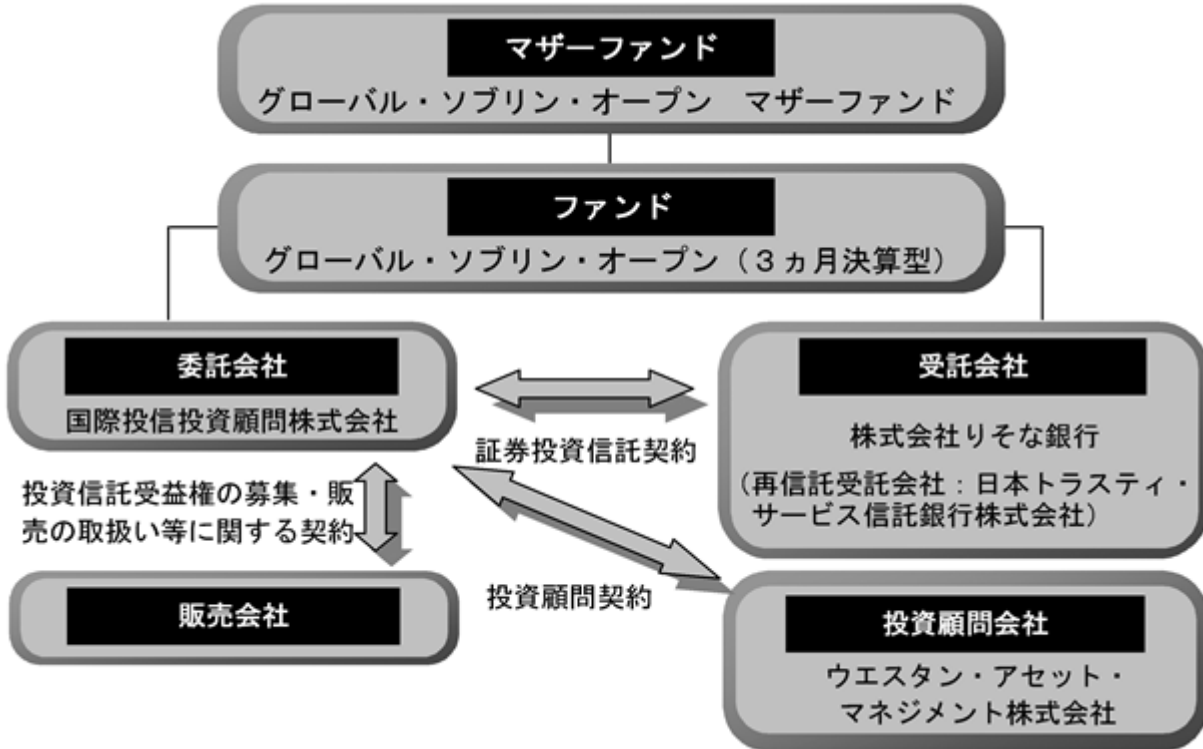 マザーファンド
グローバル・ソブリン・オープン　マザーファンド
ファンド
グローバル・ソブリン・オープン（３ヵ月決算型）
委託会社
国際投信投資顧問株式会社
受託会社
株式会社りそな銀行
（再信託受託会社：日本トラスティ・
サービス信託銀行株式会社）
証券投資信託契約
投資信託受益権の募集・販
売の取扱い等に関する契約
投資顧問契約
販売会社
投資顧問会社
ウエスタン・アセット・
マネジメント株式会社